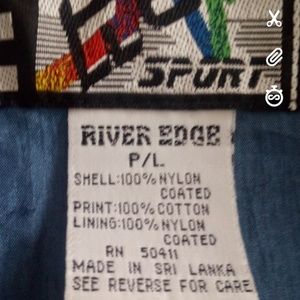 SPORT
RIVER EDGE
P/L
SHELL:100% NYLON
COATED
PRINT:100% COTTON
LINING:100% NYLON
COATED
RN 50411
MADE IN SRI LANKA
SEE REVERSE FOR CARE